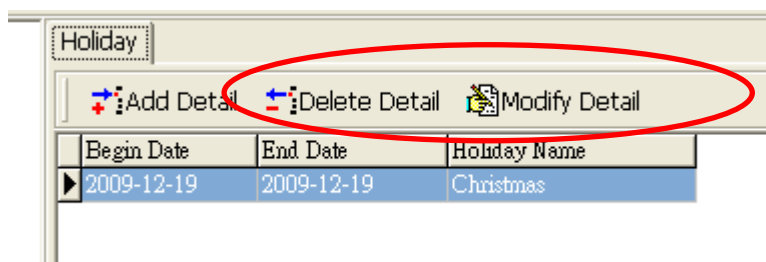 Holiday
Add Detail Delete Detail Modify Detail
Begin Date End Date Holiday Name
2009-12-19 2009-12-19 Christmas